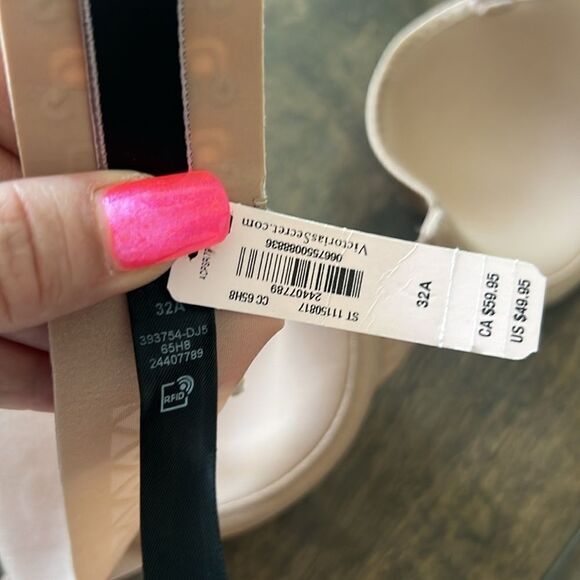 VictoriasSecret.com
0667550088836
24407789
ST 11150817
CC 65H8
32A
CA $59.95
US $49.95
32A
393754-DJ5
65H8
24407789
RFID